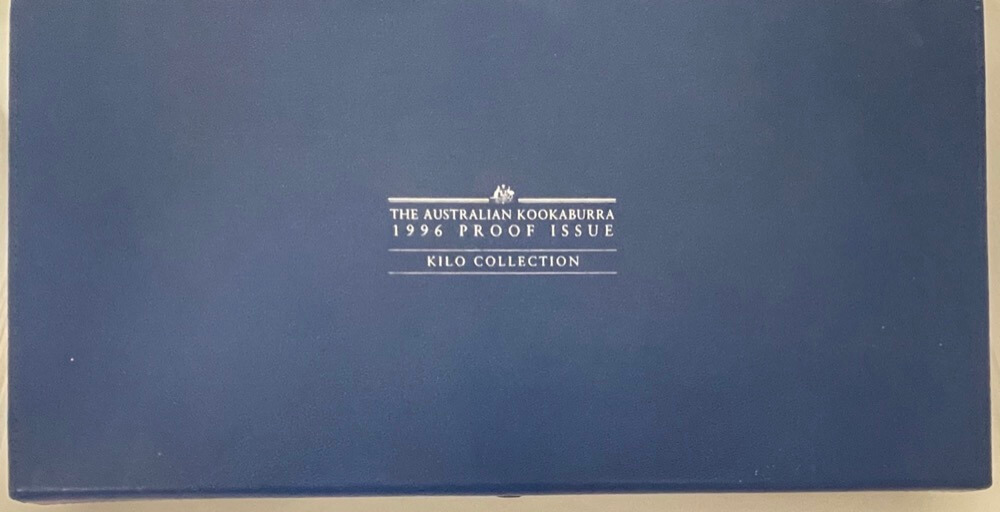 THE AUSTRALIAN KOOKABURRA
1996 PROOF ISSUE
KILO COLLECTION